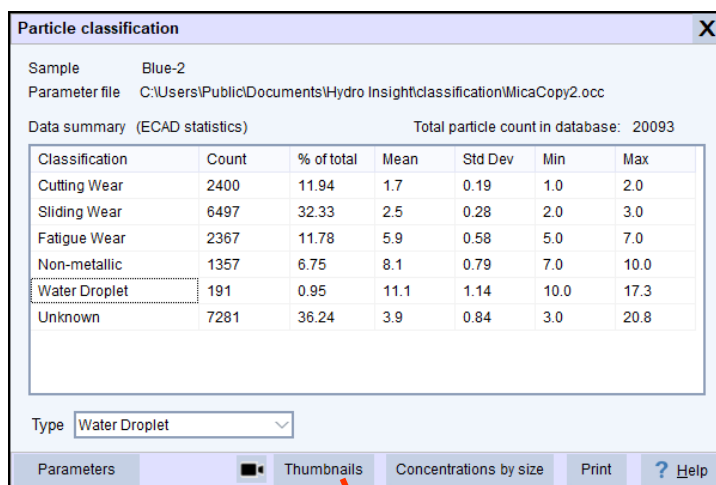 Particle classification X
Sample Blue-2
Parameter file C:\Users\Public\Documents\Hydro Insight\classification\MicaCopy2.occ
Data summary (ECAD statistics) Total particle count in database: 20093
Classification Count % of total Mean Std Dev Min Max
Cutting Wear 2400 11.94 1.7 0.19 1.0 2.0
Sliding Wear 6497 32.33 2.5 0.28 2.0 3.0
Fatigue Wear 2367 11.78 5.9 0.58 5.0 7.0
Non-metallic 1357 6.75 8.1 0.79 7.0 10.0
Water Droplet 191 0.95 11.1 1.14 10.0 17.3
Unknown 7281 36.24 3.9 0.84 3.0 20.8
Type Water Droplet
Parameters Thumbnails Concentrations by size Print ? Help